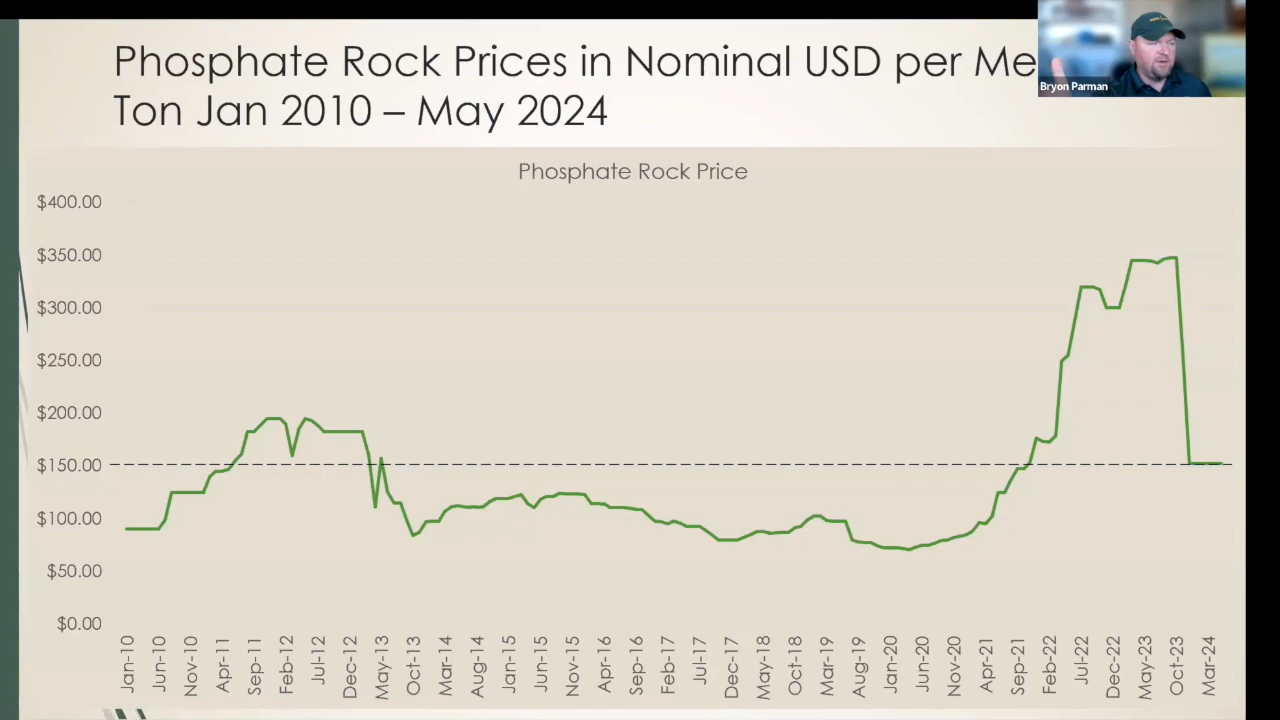 Phosphate Rock Prices in Nominal USD per Me
Ton Jan 2010 – May 2024
Bryon Parman
Phosphate Rock Price
$400.00
$350.00
$300.00
$250.00
$200.00
$150.00
$100.00
$50.00
$0.00
Jan-10
Jun-10
Nov-10
Apr-11
Sep-11
Feb-12
Jul-12
Dec-12
May-13
Oct-13
Mar-14
Aug-14
Jan-15
Jun-15
Nov-15
Apr-16
Sep-16
Feb-17
Jul-17
Dec-17
May-18
Oct-18
Mar-19
Aug-19
Jan-20
Jun-20
Nov-20
Apr-21
Sep-21
Feb-22
Jul-22
Dec-22
May-23
Oct-23
Mar-24